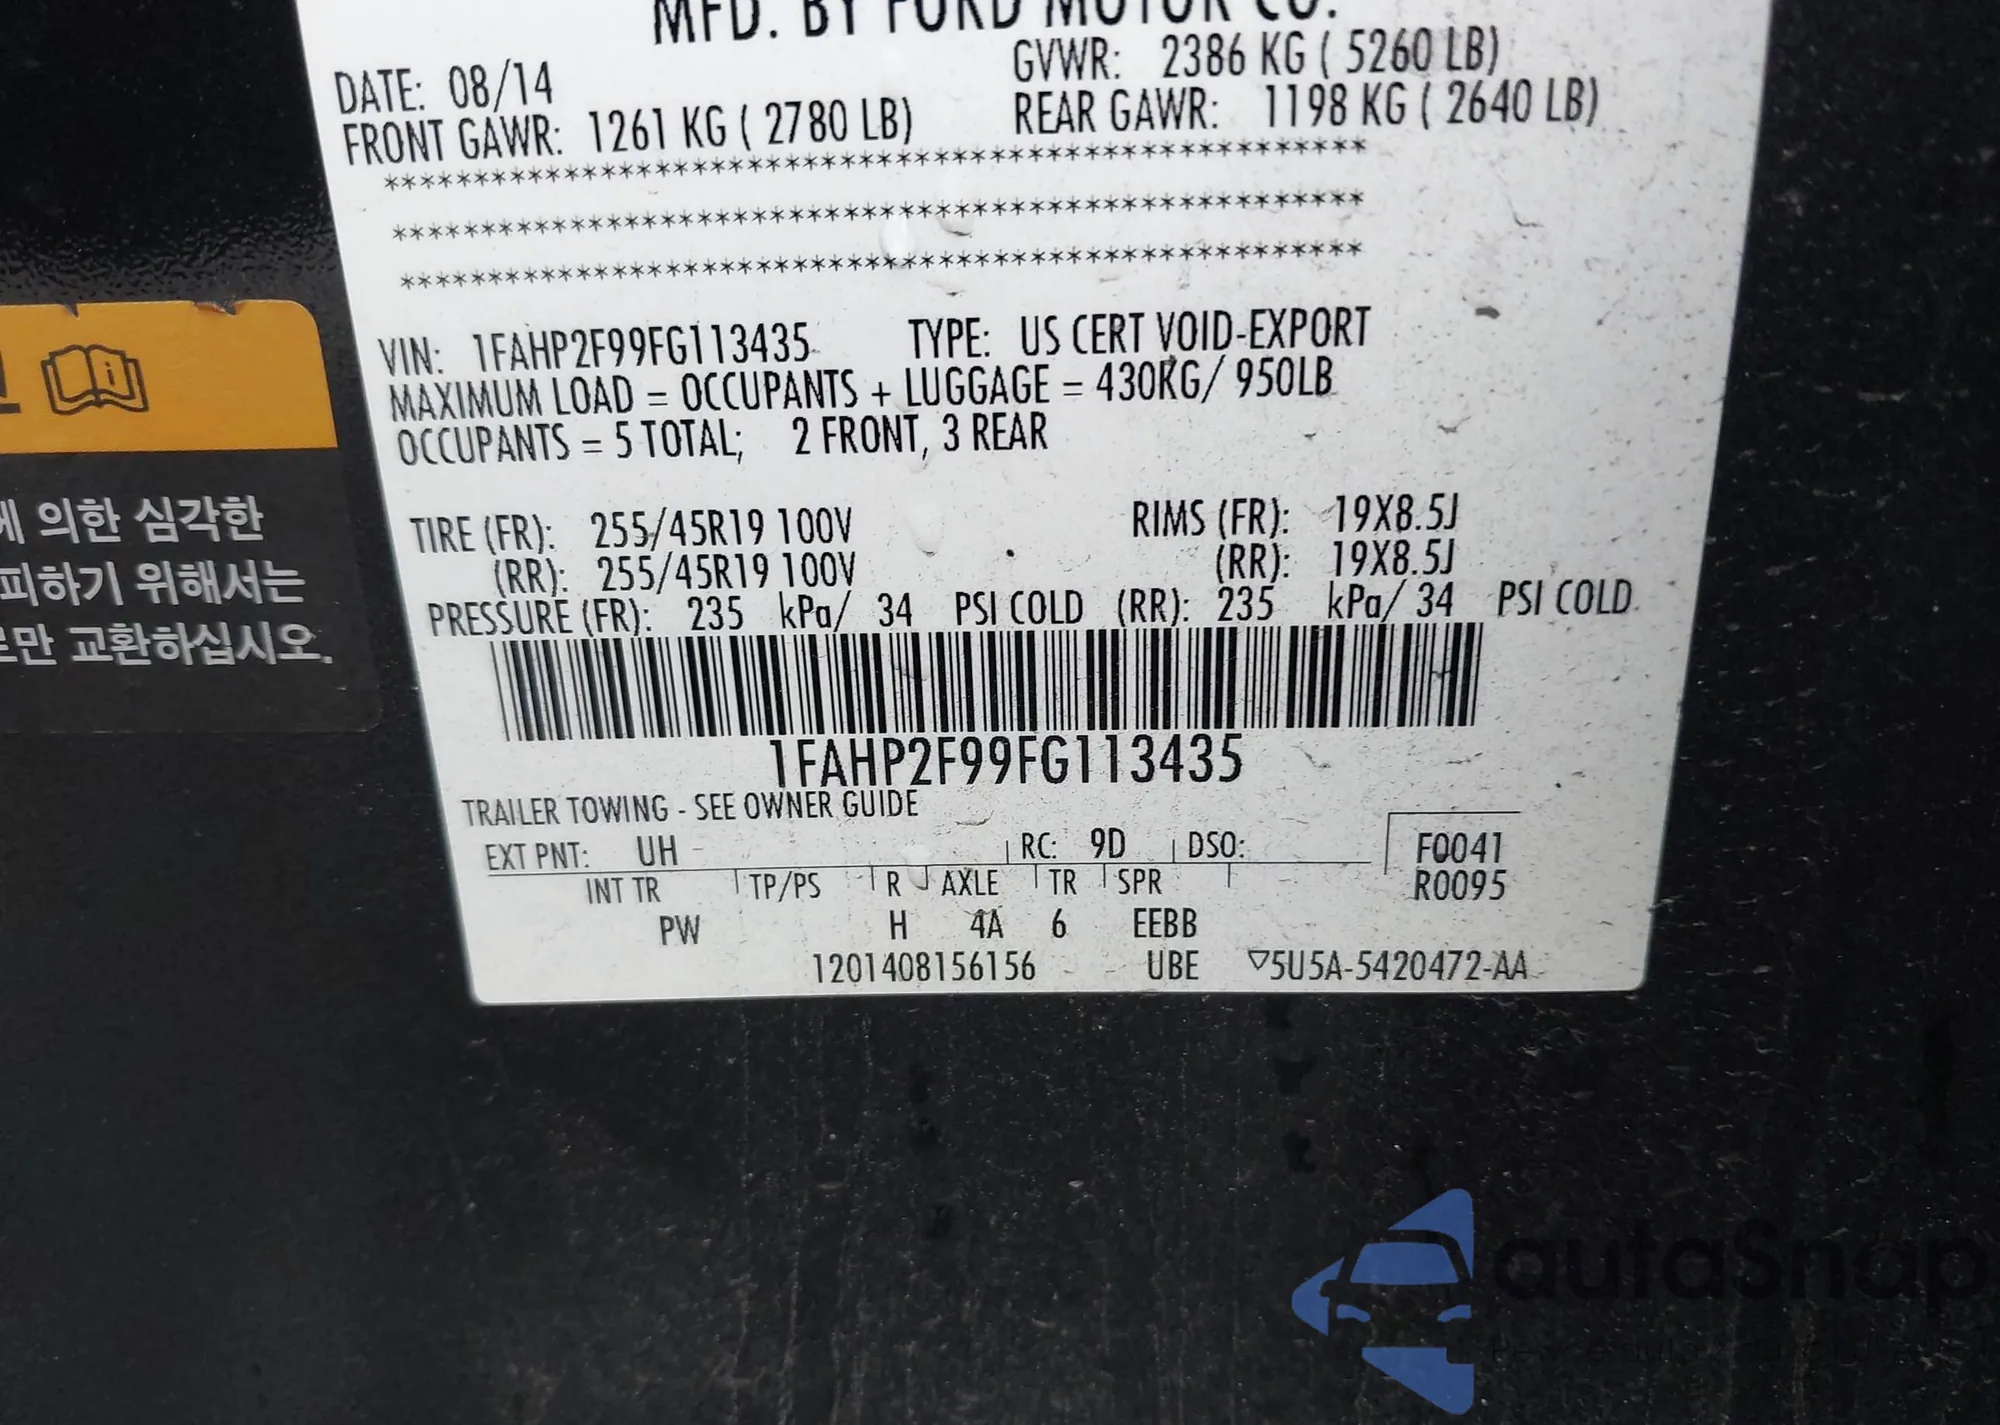 MFD. BY FORD MOTOR CO.
DATE: 08/14 GVWR: 2386 KG ( 5260 LB)
FRONT GAWR: 1261 KG ( 2780 LB) REAR GAWR: 1198 KG ( 2640 LB)
VIN: 1FAHP2F99FG113435 TYPE: US CERT VOID-EXPORT
MAXIMUM LOAD = OCCUPANTS + LUGGAGE = 430KG/ 950LB
OCCUPANTS = 5 TOTAL; 2 FRONT, 3 REAR
TIRE (FR): 255/45R19 100V RIMS (FR): 19X8.5J
(RR): 255/45R19 100V (RR): 19X8.5J
PRESSURE (FR): 235 kPa/ 34 PSI COLD (RR): 235 kPa/ 34 PSI COLD
1FAHP2F99FG113435
TRAILER TOWING - SEE OWNER GUIDE
EXT PNT: UH RC: 9D DSO: F0041
INT TR TP/PS R AXLE TR SPR R0095
PW H 4A 6 EEBB
1201408156156 UBE ▽5U5A-5420472-AA
의한 심각한
피하기 위해서는
교환하십시오.
autoSnap